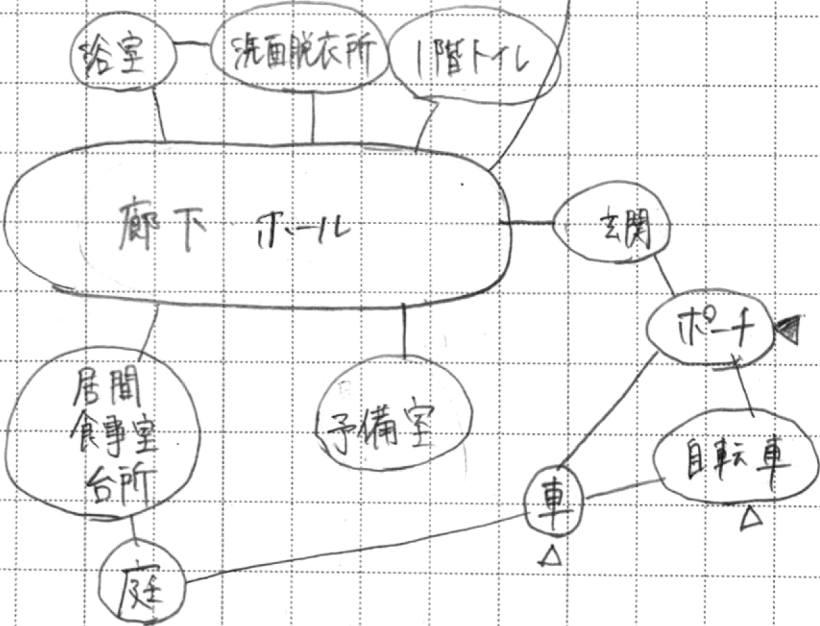 浴室
洗面脱衣所
1階トイレ
廊下 ホール
玄関
ポーチ
居間
食事室
台所
予備室
自転車
車
庭